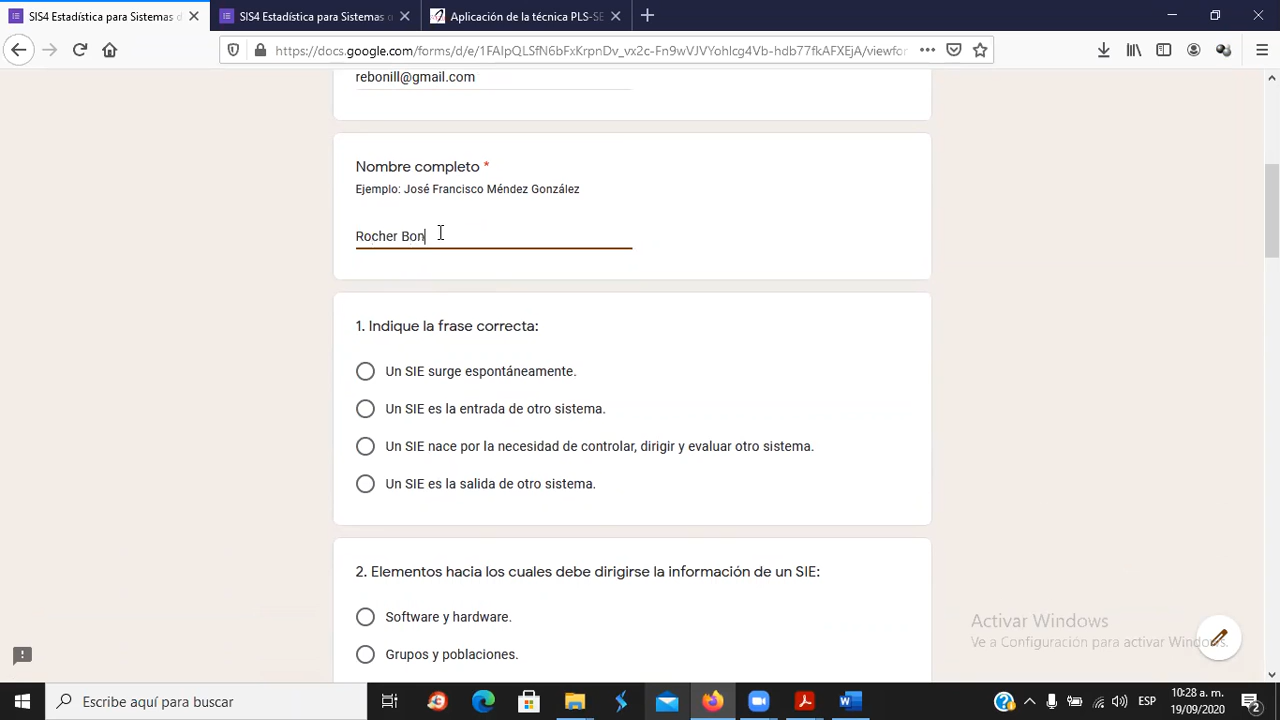 SIS4 Estadística para Sistemas d
SIS4 Estadística para Sistemas o
Aplicación de la técnica PLS-SE
https://docs.google.com/forms/d/e/1FAIpQLSfN6bFxKrpnDv_vx2c-Fn9wVJVYohIcg4Vb-hdb77fkAFXEjA/viewfor
rebonill@gmail.com
Nombre completo *
Ejemplo: José Francisco Méndez González
Rocher Bon
1. Indique la frase correcta:
Un SIE surge espontáneamente.
Un SIE es la entrada de otro sistema.
Un SIE nace por la necesidad de controlar, dirigir y evaluar otro sistema.
Un SIE es la salida de otro sistema.
2. Elementos hacia los cuales debe dirigirse la información de un SIE:
Software y hardware.
Grupos y poblaciones.
Activar Windows
Ve a Configuración para activar Windows.
Escribe aquí para buscar
ESP
10:28 a. m.
19/09/2020
2